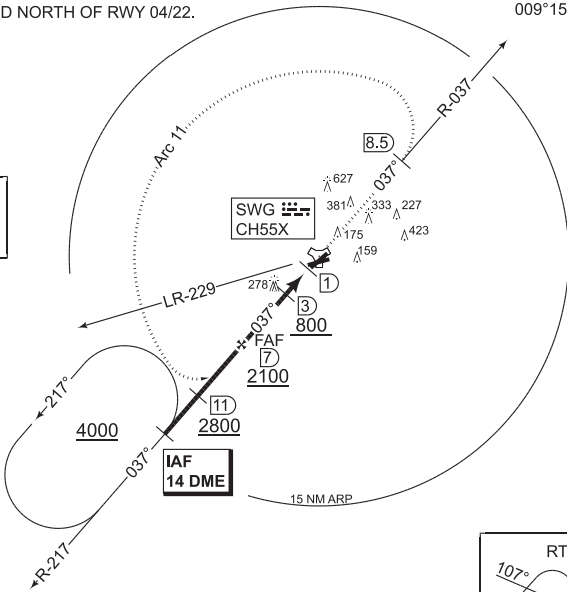 D NORTH OF RWY 04/22.
009°15
R-037
Arc 11
8.5
037°
627
SWG
CH55X
381
333
227
175
423
159
278
1
LR-229
3
037°
800
FAF
7
2100
217°
11
4000
2800
037°
IAF
14 DME
15 NM ARP
R-217
RT
107°